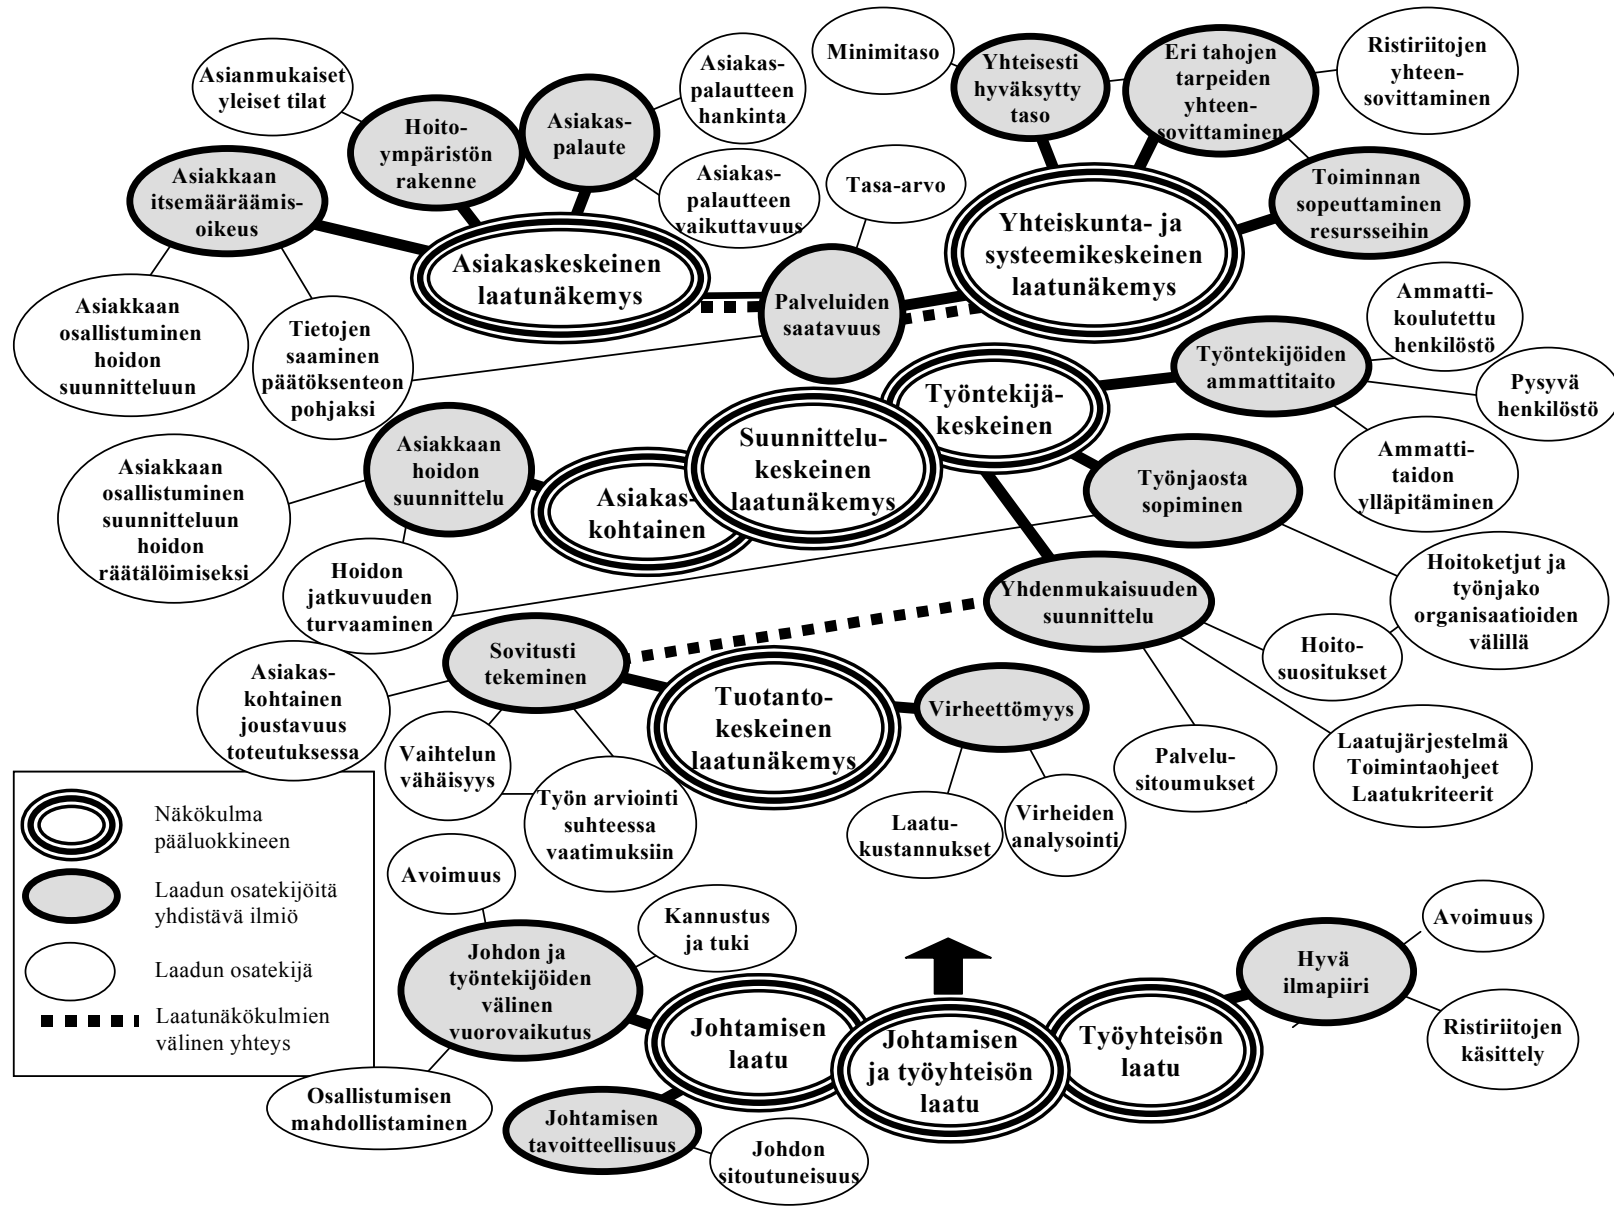 Asianmukaiset
yleiset tilat
Hoito-
ympäristön
rakenne
Asiakas-
palaute
Asiakas-
palautteen
hankinta
Asiakas-
palautteen
vaikuttavuus
Asiakkaan
itsemääräämis-
oikeus
Asiakaskeskeinen
laatunäkemys
Asiakkaan
osallistuminen
hoidon
suunnitteluun
Tietojen
saaminen
päätöksenteon
pohjaksi
Minimitaso
Yhteisesti
hyväksytty
taso
Eri tahojen
tarpeiden
yhteen-
sovittaminen
Ristiriitojen
yhteen-
sovittaminen
Tasa-arvo
Toiminnan
sopeuttaminen
resursseihin
Yhteiskunta- ja
systeemikeskeinen
laatunäkemys
Palveluiden
saatavuus
Ammatti-
koulutettu
henkilöstö
Työntekijöiden
ammattitaito
Pysyvä
henkilöstö
Ammatti-
taidon
ylläpitäminen
Työntekijä-
keskeinen
Suunnittelu-
keskeinen
laatunäkemys
Asiakas-
kohtainen
Asiakkaan
hoidon
suunnittelu
Asiakkaan
osallistuminen
suunnitteluun
hoidon
räätälöimiseksi
Hoidon
jatkuvuuden
turvaaminen
Työnjaosta
sopiminen
Hoitoketjut ja
työnjako
organisaatioiden
välillä
Yhdenmukaisuuden
suunnittelu
Hoito-
suositukset
Palvelu-
sitoumukset
Laatujärjestelmä
Toimintaohjeet
Laatukriteerit
Sovitusti
tekeminen
Asiakas-
kohtainen
joustavuus
toteutuksessa
Vaihtelun
vähäisyys
Työn arviointi
suhteessa
vaatimuksiin
Tuotanto-
keskeinen
laatunäkemys
Virheettömyys
Laatu-
kustannukset
Virheiden
analysointi
Näkökulma
pääluokkineen
Laadun osatekijöitä
yhdistävä ilmiö
Laadun osatekijä
Laatunäkökulmien
välinen yhteys
Avoimuus
Kannustus
ja tuki
Johdon ja
työntekijöiden
välinen
vuorovaikutus
Osallistumisen
mahdollistaminen
Johtamisen
tavoitteellisuus
Johdon
sitoutuneisuus
Johtamisen
laatu
Johtamisen
ja työyhteisön
laatu
Työyhteisön
laatu
Hyvä
ilmapiiri
Avoimuus
Ristiriitojen
käsittely